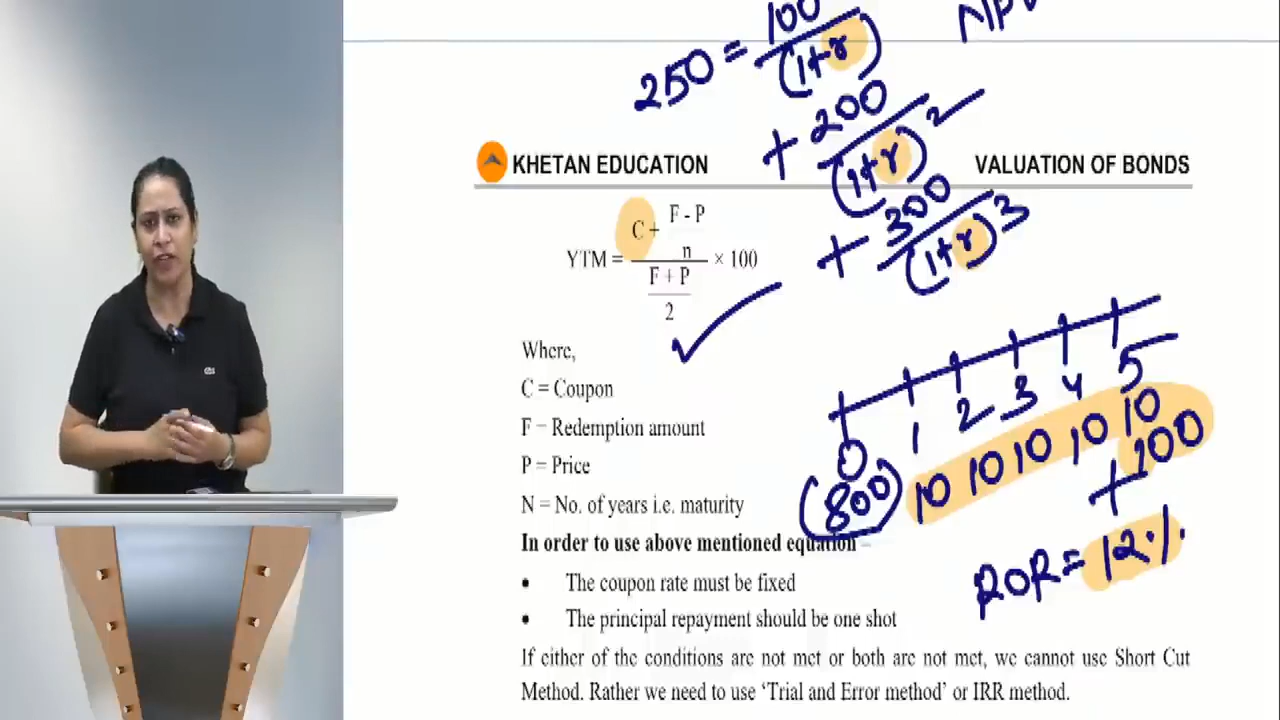 100
250 = (1+r)
+ 200
(1+r)2
+ 300
(1+r)3
KHETAN EDUCATION
VALUATION OF BONDS
C + F - P
n
YTM = × 100
F + P
2
Where,
C = Coupon
F = Redemption amount
P = Price
N = No. of years i.e. maturity
In order to use above mentioned equation –
• The coupon rate must be fixed
• The principal repayment should be one shot
If either of the conditions are not met or both are not met, we cannot use Short Cut
Method. Rather we need to use ‘Trial and Error method’ or IRR method.
0 1 2 3 4 5
(800) 10 10 10 10 10
+ 100
ROR = 12%